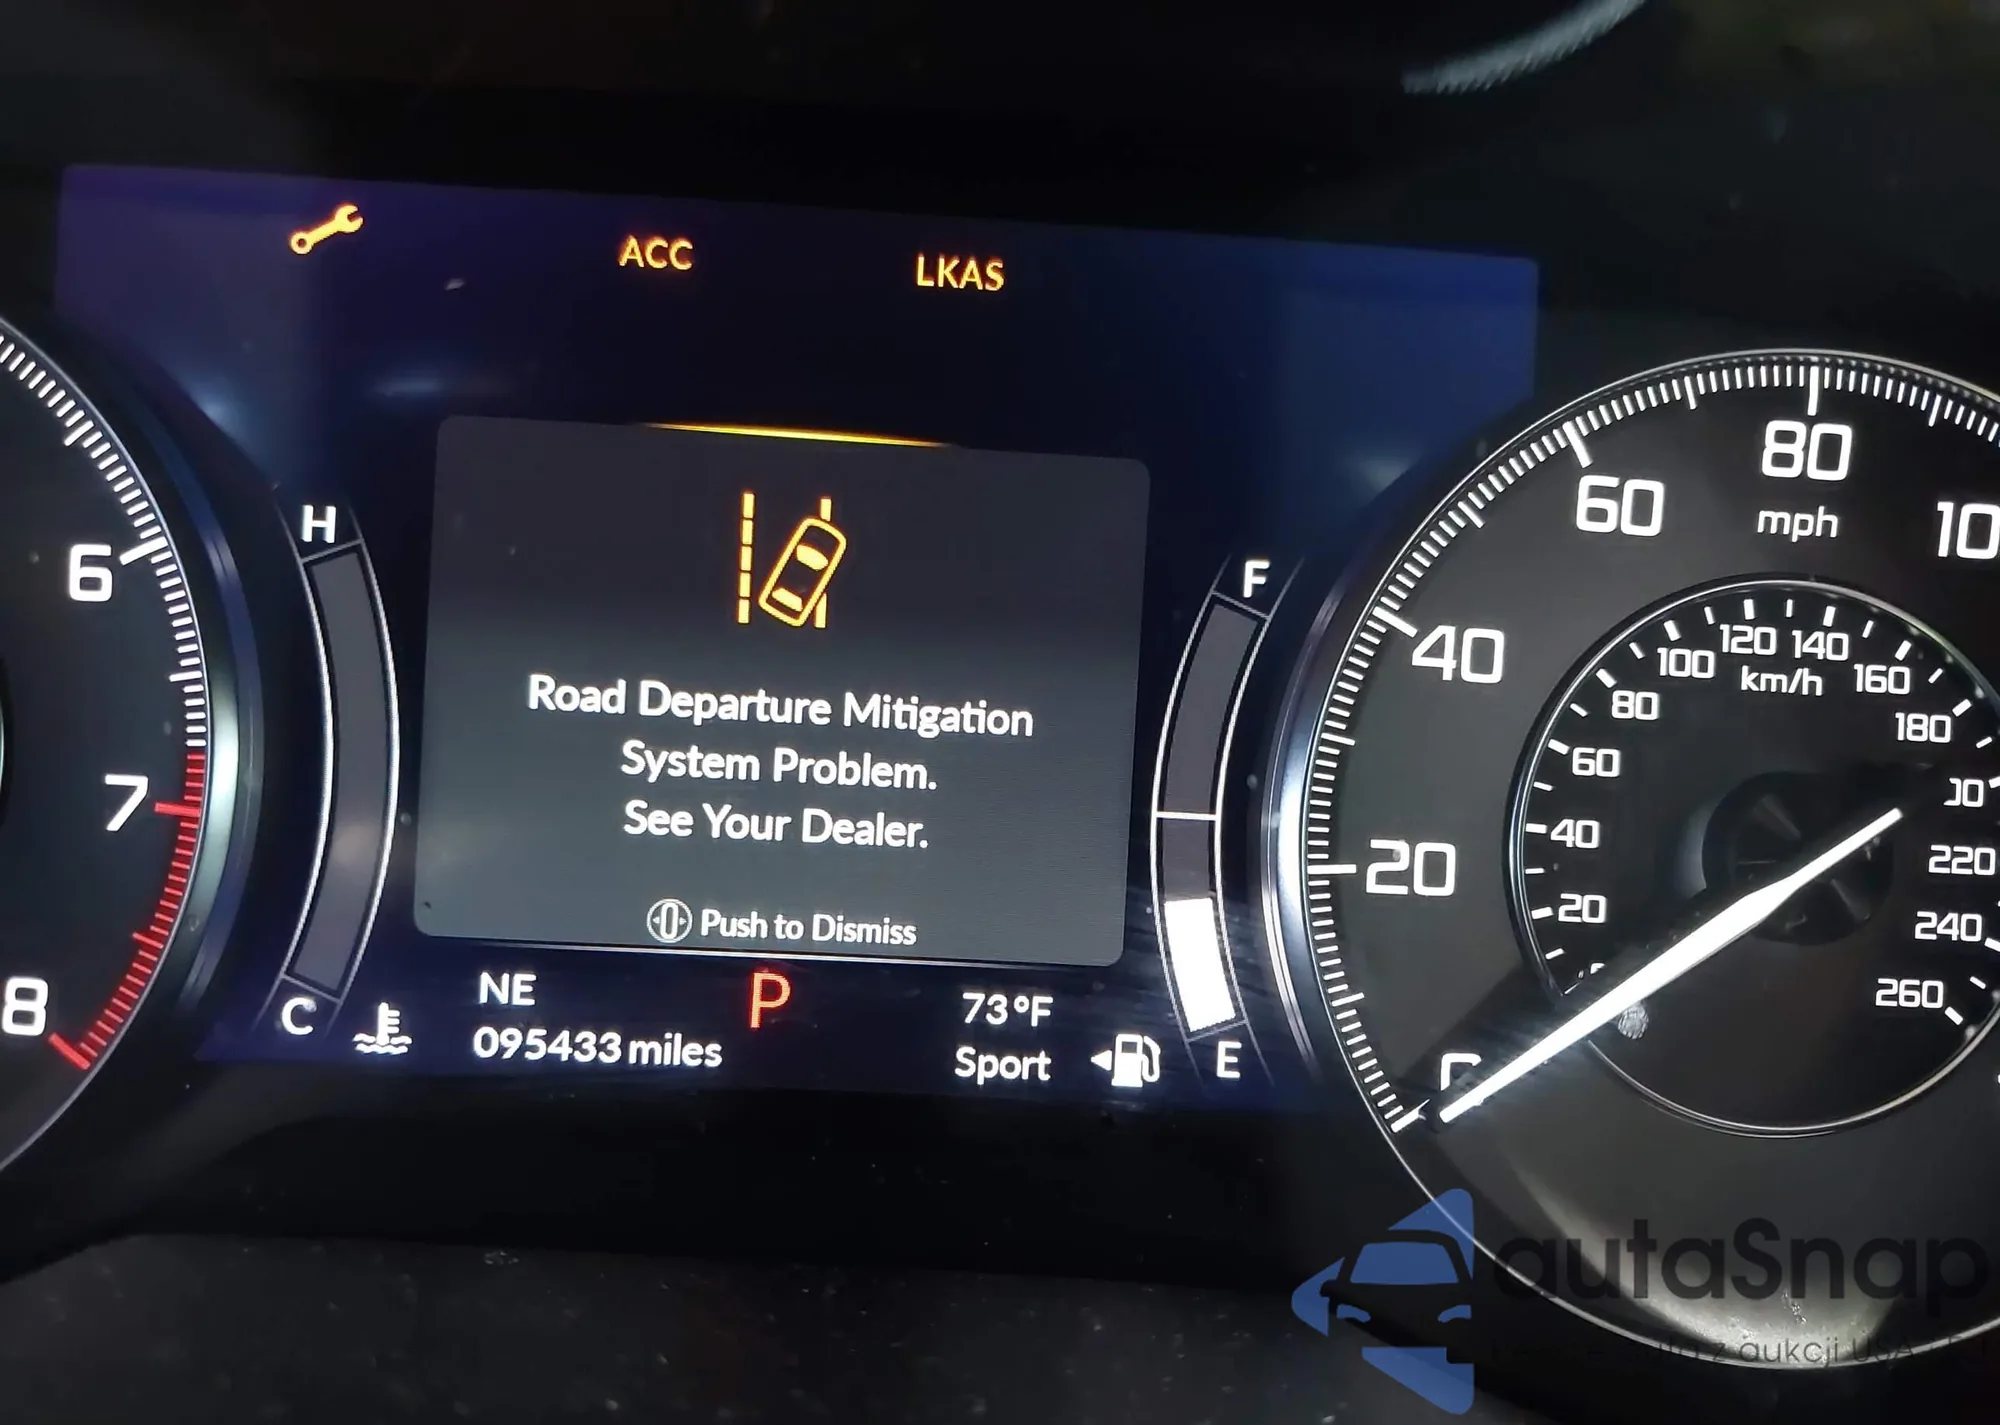 ACC
LKAS
H
F
Road Departure Mitigation
System Problem.
See Your Dealer.
Push to Dismiss
C
NE
095433 miles
P
73°F
Sport
E
6
7
8
20
40
60
80
mph
20
40
60
80
100
120
140
160
180
220
240
260
km/h
autaSnap
z aukcji USA